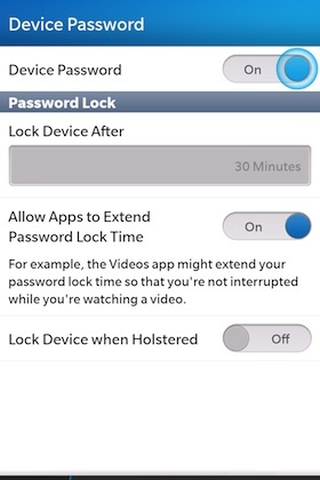 Device Password
Device Password On
Password Lock
Lock Device After
30 Minutes
Allow Apps to Extend
Password Lock Time On
For example, the Videos app might extend your
password lock time so that you're not interrupted
while you're watching a video.
Lock Device when Holstered Off